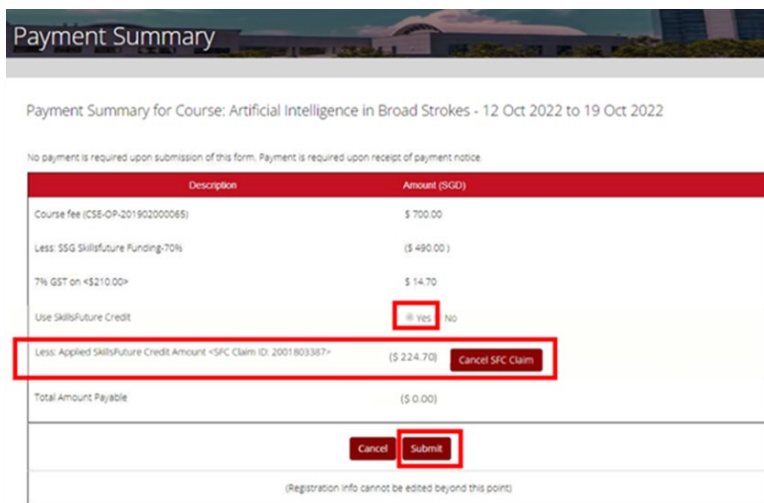 Payment Summary
Payment Summary for Course: Artificial Intelligence in Broad Strokes - 12 Oct 2022 to 19 Oct 2022
No payment is required upon submission of this form. Payment is required upon receipt of payment notice.
Description Amount (SGD)
Course fee (CSE-OP-201902000065) $ 700.00
Less: SSG Skillsfuture Funding-70% ($ 490.00 )
7% GST on <$210.00> $ 14.70
Use SkillsFuture Credit Yes No
Less: Applied SkillsFuture Credit Amount <SFC Claim ID: 2001803387> ($ 224.70) Cancel SFC Claim
Total Amount Payable ($ 0.00)
Cancel Submit
(Registration info cannot be edited beyond this point)